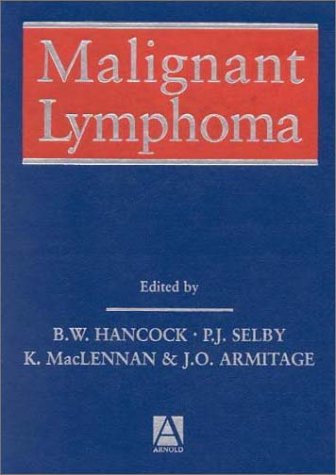 Malignant
Lymphoma
Edited by
B.W. HANCOCK · P.J. SELBY
K. MacLENNAN & J.O. ARMITAGE
A
ARNOLD